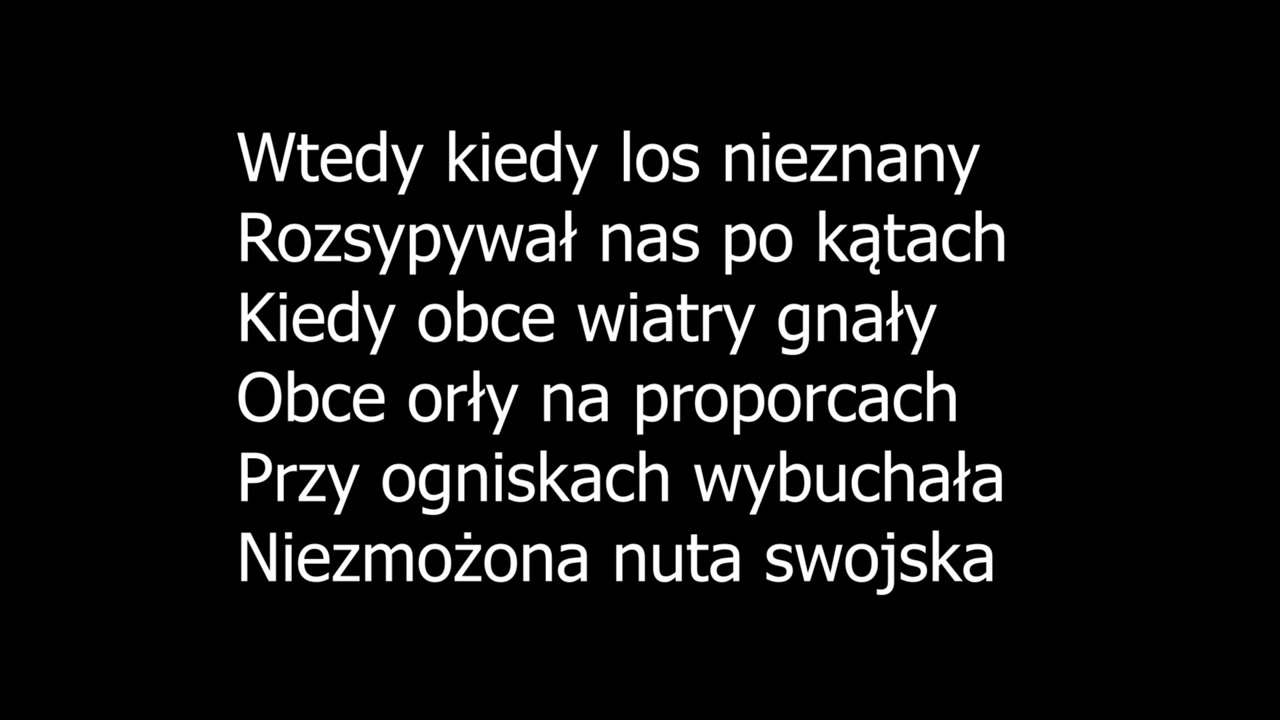 Wtedy kiedy los nieznany
Rozsypywał nas po kątach
Kiedy obce wiatry gnały
Obce orły na proporcach
Przy ogniskach wybuchała
Niezmożona nuta swojska